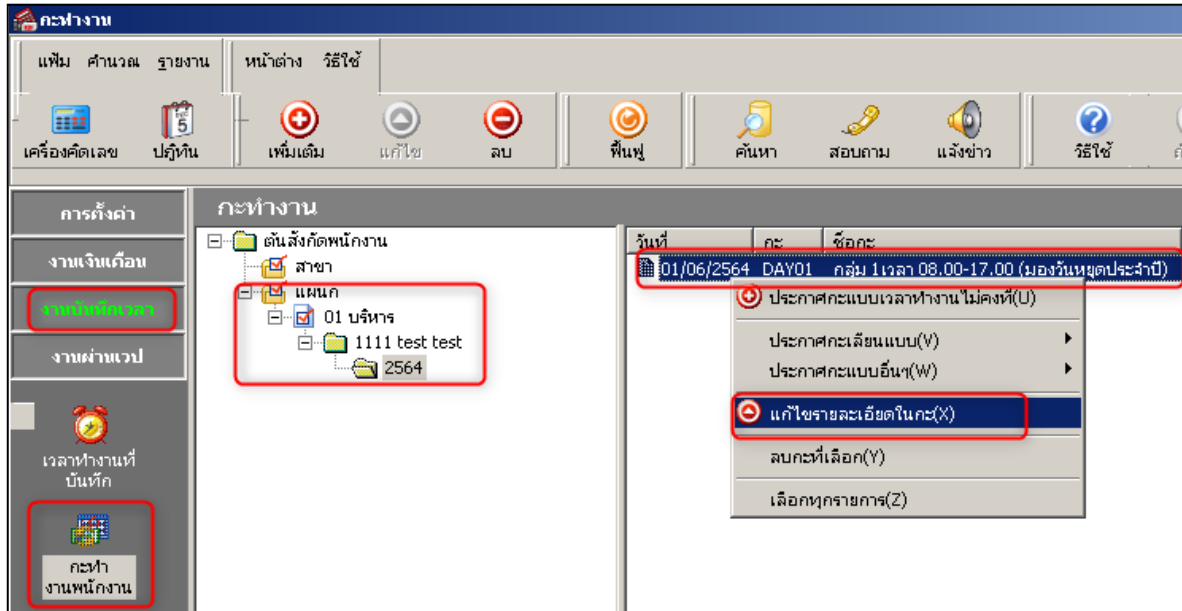 กะทำงาน
แฟ้ม คำนวณ รายงาน หน้าต่าง วิธีใช้
เครื่องคิดเลข ปฏิทิน เพิ่มเติม แก้ไข ลบ ฟื้นฟู ค้นหา สอบถาม แจ้งข่าว วิธีใช้
การตั้งค่า
งานเงินเดือน
งานบันทึกเวลา
งานผ่านเวป
เวลาทำงานที่
บันทึก
กะทำ
งานพนักงาน
กะทำงาน
ต้นสังกัดพนักงาน
สาขา
แผนก
01 บริหาร
1111 test test
2564
วันที่ กะ ชื่อกะ
01/06/2564 DAY01 กลุ่ม 1เวลา 08.00-17.00 (มองวันหยุดประจำปี)
ประกาศกะแบบเวลาทำงานไม่คงที่(U)
ประกาศกะเลียนแบบ(V)
ประกาศกะแบบอื่นๆ(W)
แก้ไขรายละเอียดในกะ(X)
ลบกะที่เลือก(Y)
เลือกทุกรายการ(Z)